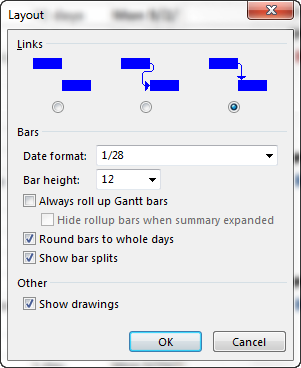 Layout
Links
Bars
Date format: 1/28
Bar height: 12
Always roll up Gantt bars
Hide rollup bars when summary expanded
Round bars to whole days
Show bar splits
Other
Show drawings
OK Cancel